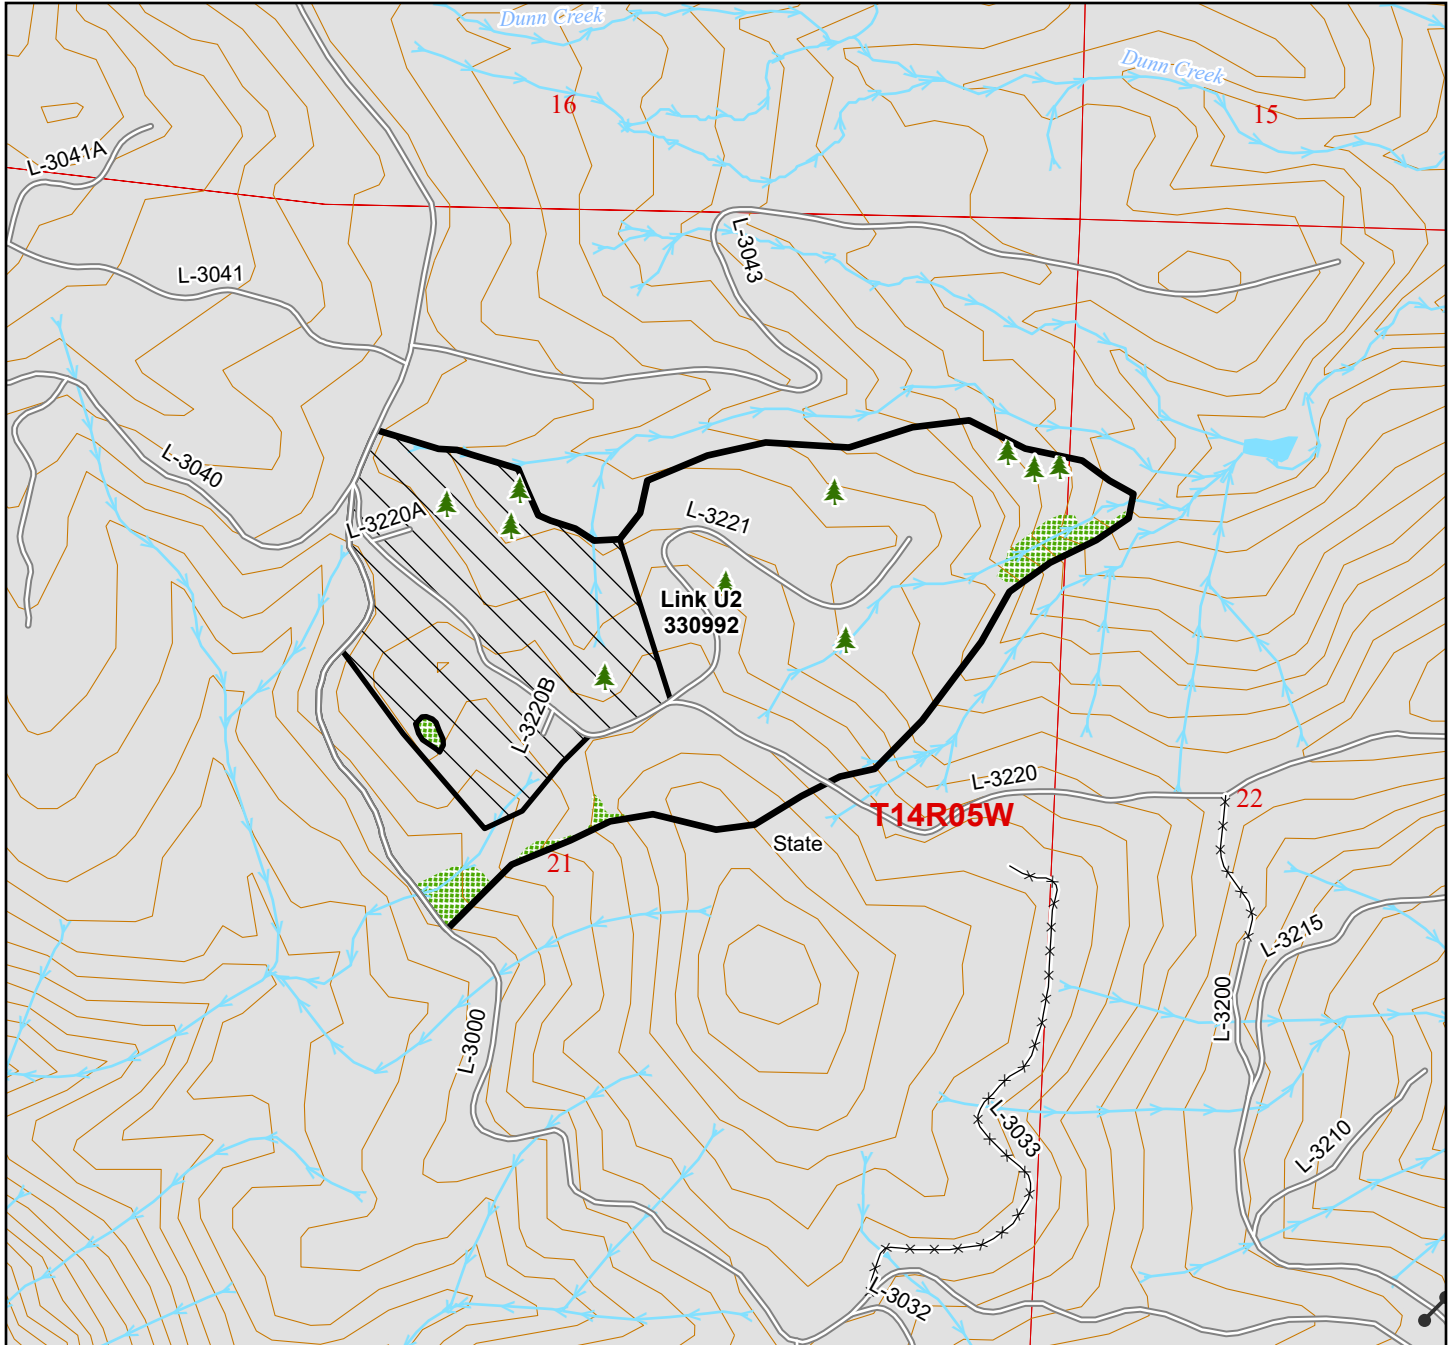 Dunn Creek
Dunn Creek
16
15
L-3041A
L-3043
L-3041
L-3040
L-3220A
L-3221
Link U2
330992
L-3220B
L-3220
T14R05W
22
State
21
L-3215
L-3200
L-3000
L-3033
L-3210
L-3032